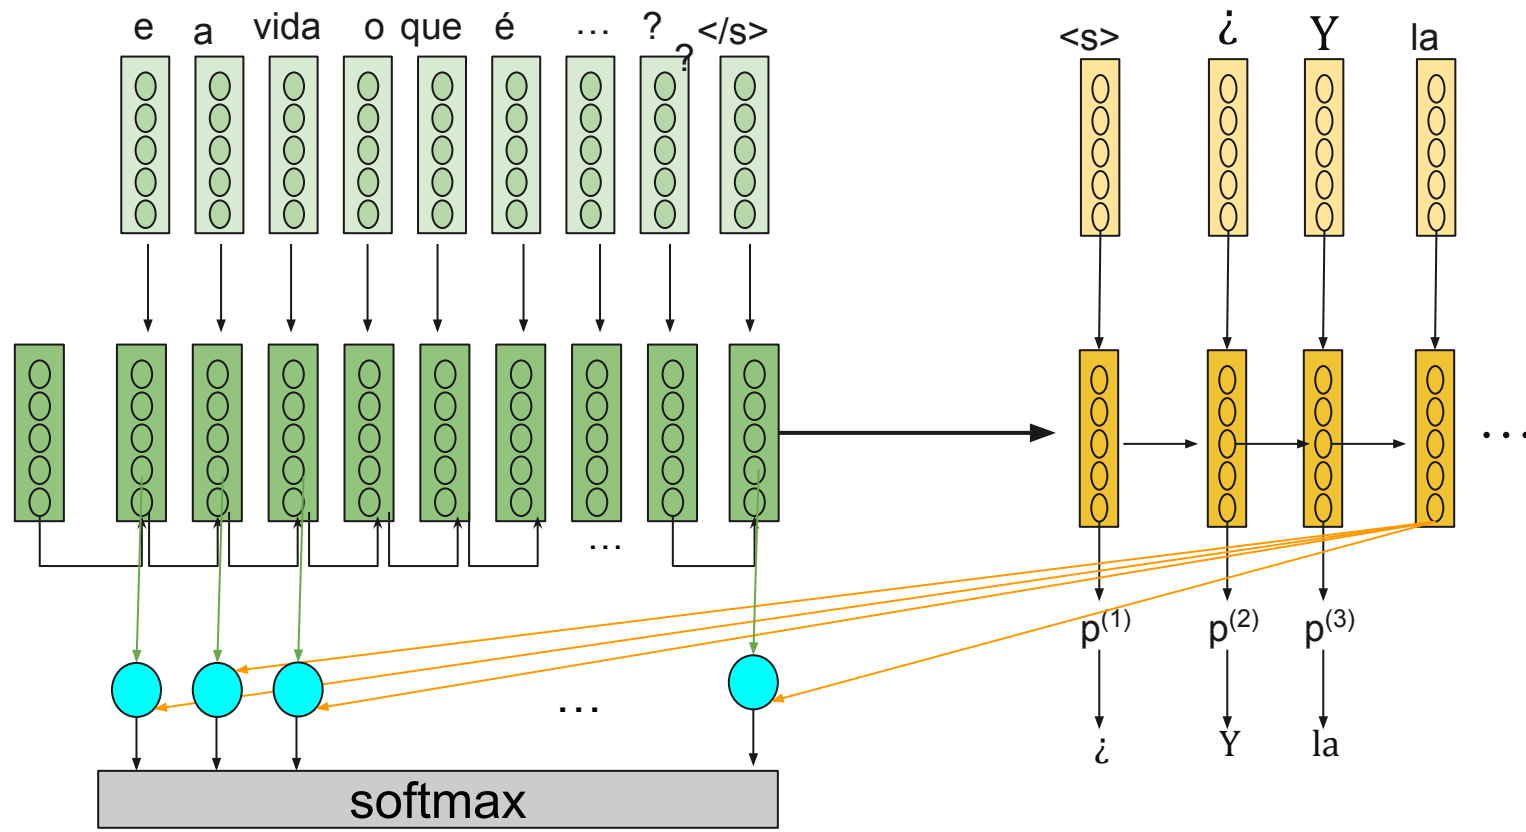 e a vida o que é … ? </s> <s> ¿ Y la
?
…
…
p(1) p(2) p(3)
…
¿ Y la
softmax